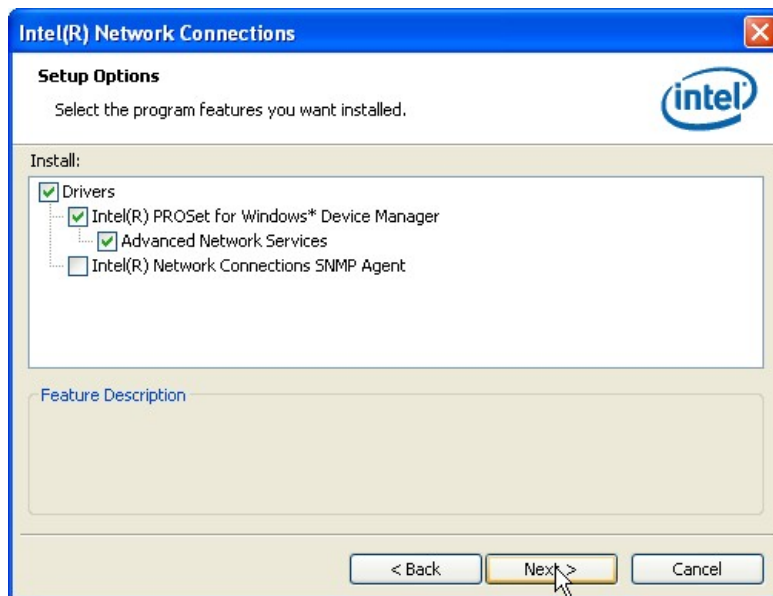 Intel(R) Network Connections
Setup Options
Select the program features you want installed.
intel
Install:
Drivers
Intel(R) PROSet for Windows* Device Manager
Advanced Network Services
Intel(R) Network Connections SNMP Agent
Feature Description
< Back
Next >
Cancel